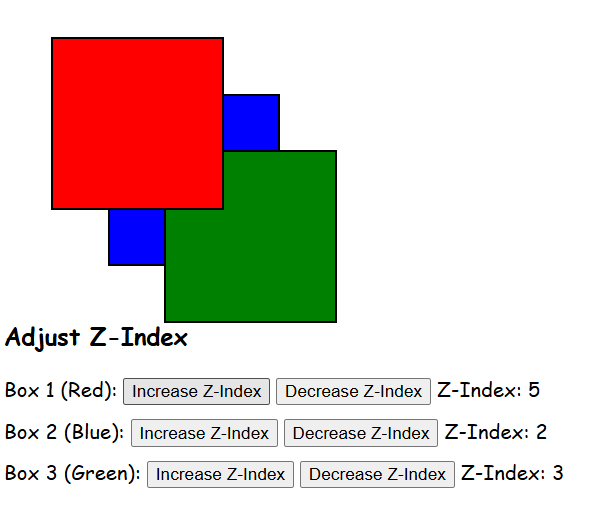 Adjust Z-Index
Box 1 (Red): Increase Z-Index Decrease Z-Index Z-Index: 5
Box 2 (Blue): Increase Z-Index Decrease Z-Index Z-Index: 2
Box 3 (Green): Increase Z-Index Decrease Z-Index Z-Index: 3